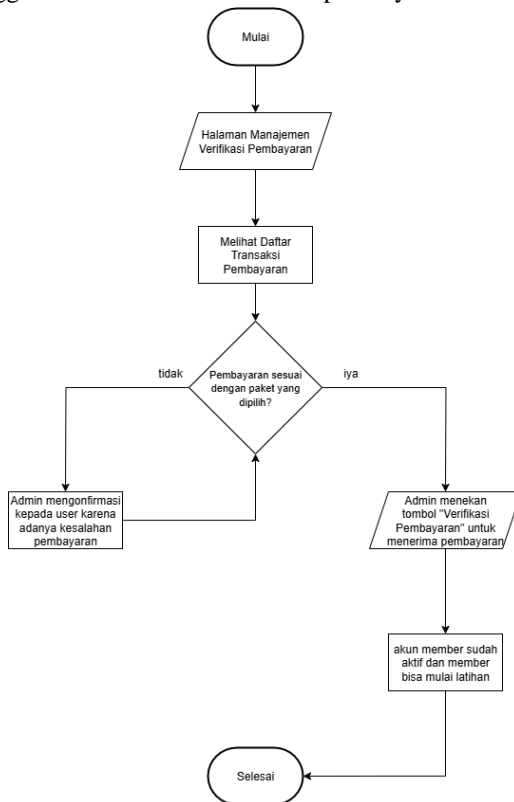 Mulai
Halaman Manajemen
Verifikasi Pembayaran
Melihat Daftar
Transaksi
Pembayaran
Pembayaran sesuai
dengan paket yang
dipilih?
tidak
iya
Admin mengonfirmasi
kepada user karena
adanya kesalahan
pembayaran
Admin menekan
tombol "Verifikasi
Pembayaran" untuk
menerima pembayaran
akun member sudah
aktif dan member
bisa mulai latihan
Selesai